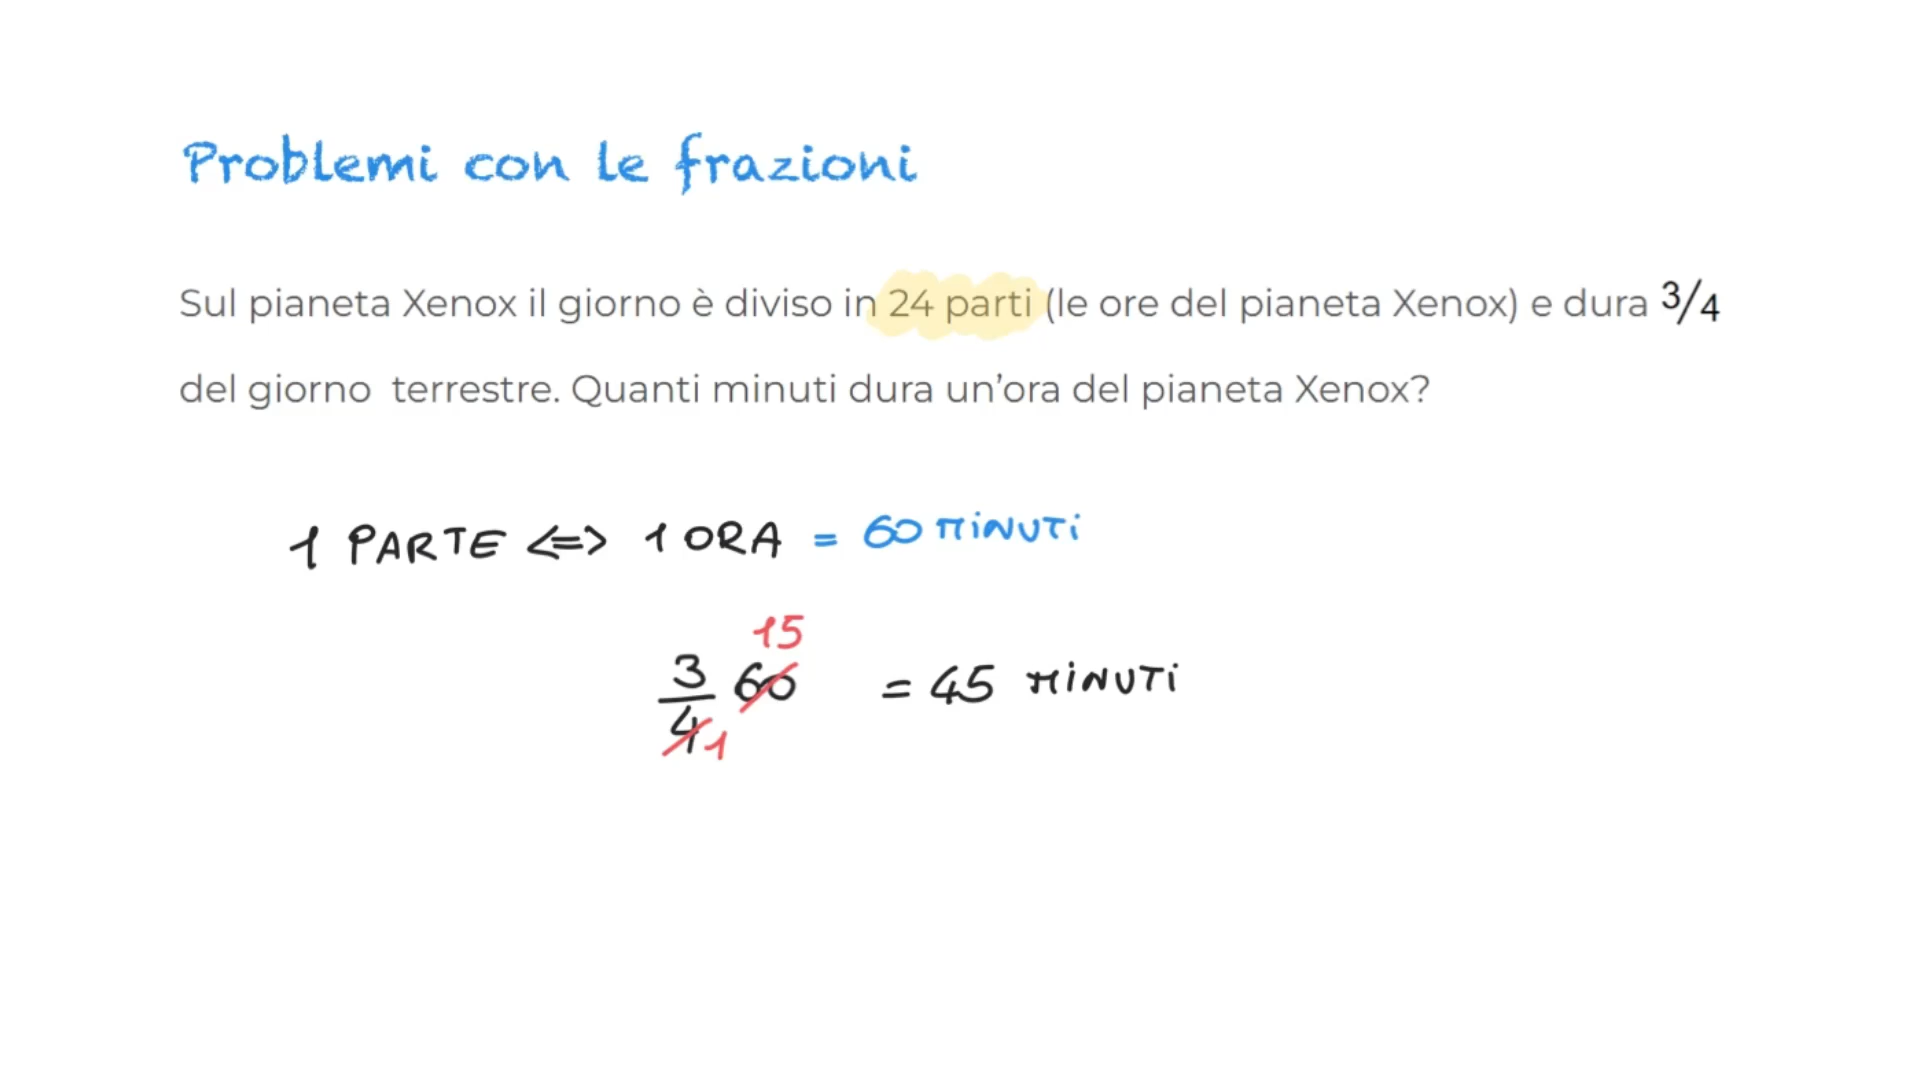 Problemi con le frazioni
Sul pianeta Xenox il giorno è diviso in 24 parti (le ore del pianeta Xenox) e dura 3/4
del giorno terrestre. Quanti minuti dura un'ora del pianeta Xenox?
1 PARTE <=> 1 ORA = 60 MINUTI
15
3/4 60 = 45 MINUTI
1